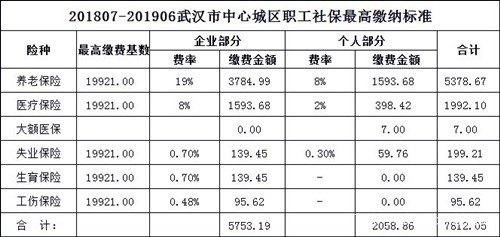 201807-201906武汉市中心城区职工社保最高缴纳标准
险种 最高缴费基数 企业部分 个人部分 合计
费率 缴费金额 费率 缴费金额
养老保险 19921.00 19% 3784.99 8% 1593.68 5378.67
医疗保险 19921.00 8% 1593.68 2% 398.42 1992.10
大额医保 0.00 7.00 7.00
失业保险 19921.00 0.70% 139.45 0.30% 59.76 199.21
生育保险 19921.00 0.70% 139.45 - 0.00 139.45
工伤保险 19921.00 0.48% 95.62 - 0.00 95.62
合 计: 5753.19 2058.86 7812.05